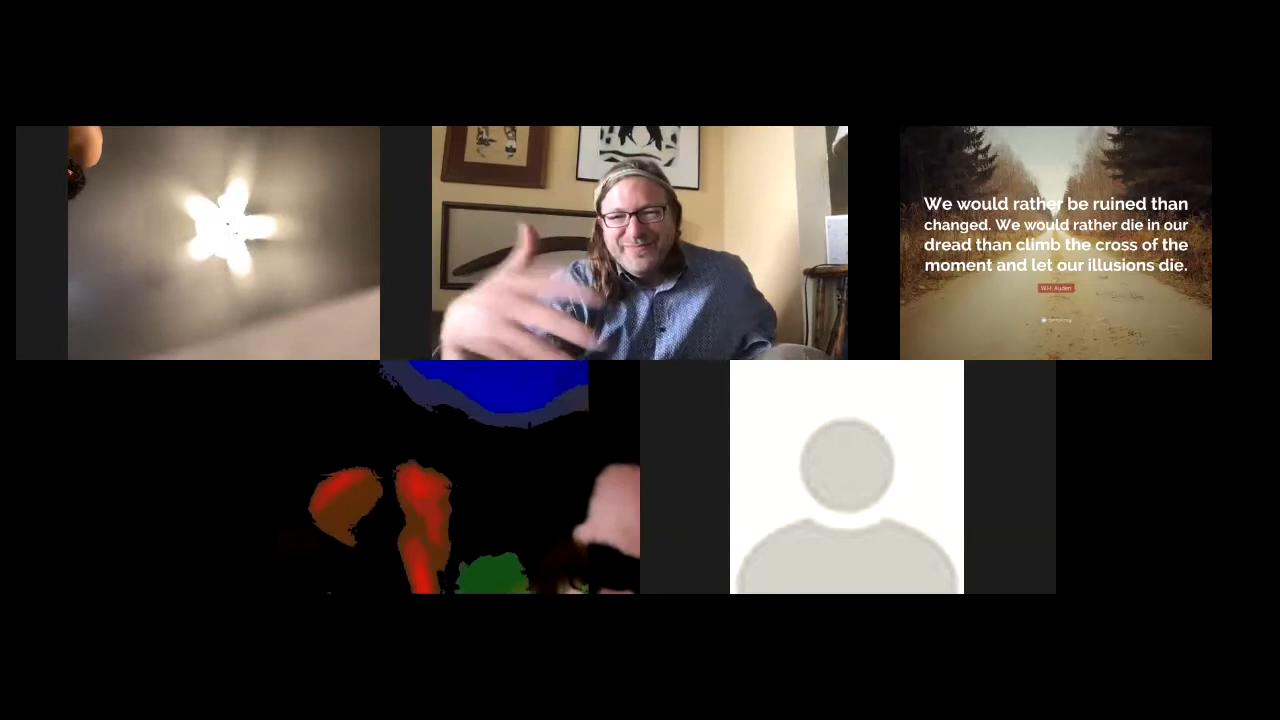 We would rather be ruined than
changed. We would rather die in our
dread than climb the cross of the
moment and let our illusions die.
W.H. Auden